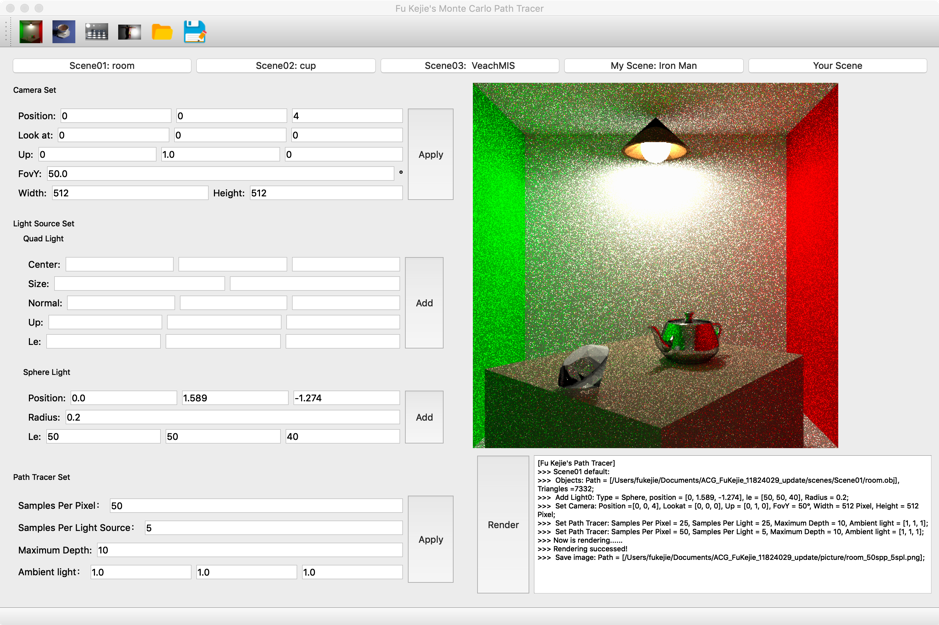 Fu Kejie's Monte Carlo Path Tracer
Scene01: room
Scene02: cup
Scene03: VeachMIS
My Scene: Iron Man
Your Scene
Camera Set
Position: 0 0 4
Look at: 0 0 0
Up: 0 1.0 0
FovY: 50.0 °
Width: 512 Height: 512
Apply
Light Source Set
Quad Light
Center:
Size:
Normal:
Up:
Le:
Add
Sphere Light
Position: 0.0 1.589 -1.274
Radius: 0.2
Le: 50 50 40
Add
Path Tracer Set
Samples Per Pixel: 50
Samples Per Light Source: 5
Maximum Depth: 10
Ambient light: 1.0 1.0 1.0
Apply
Render
[Fu Kejie's Path Tracer]
>>> Scene01 default:
>>> Objects: Path = [/Users/fukejie/Documents/ACG_FuKejie_11824029_update/scenes/Scene01/room.obj],
Triangles =7332;
>>> Add Light0: Type = Sphere, position = [0, 1.589, -1.274], le = [50, 50, 40], Radius = 0.2;
>>> Set Camera: Position =[0, 0, 4], Lookat = [0, 0, 0], Up = [0, 1, 0], FovY = 50°, Width = 512 Pixel, Height = 512
Pixel;
>>> Set Path Tracer: Samples Per Pixel = 25, Samples Per Light = 25, Maximum Depth = 10, Ambient light = [1, 1, 1];
>>> Set Path Tracer: Samples Per Pixel = 50, Samples Per Light = 5, Maximum Depth = 10, Ambient light = [1, 1, 1];
>>> Now is rendering......
>>> Rendering successed!
>>> Save image: Path = [/Users/fukejie/Documents/ACG_FuKejie_11824029_update/picture/room_50spp_5spl.png];